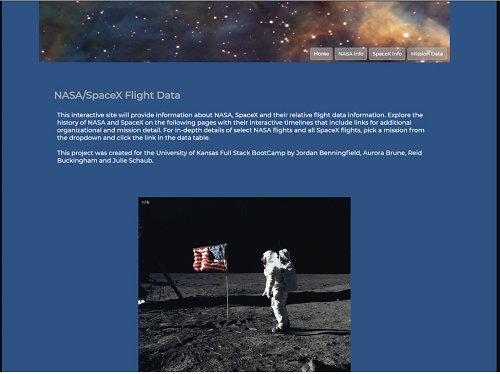 Home NASA Info SpaceX Info Mission Data
NASA/SpaceX Flight Data
This interactive site will provide information about NASA, SpaceX and their relative flight data information. Explore the
history of NASA and SpaceX on the following pages with their interactive timelines that include links for additional
organizational and mission detail. For in-depth details of select NASA flights and all SpaceX flights, pick a mission from
the dropdown and click the link in the data table.
This project was created for the University of Kansas Full Stack BootCamp by Jordan Benningfield, Aurora Brune, Reid
Buckingham and Julie Schaub.
1 / 6